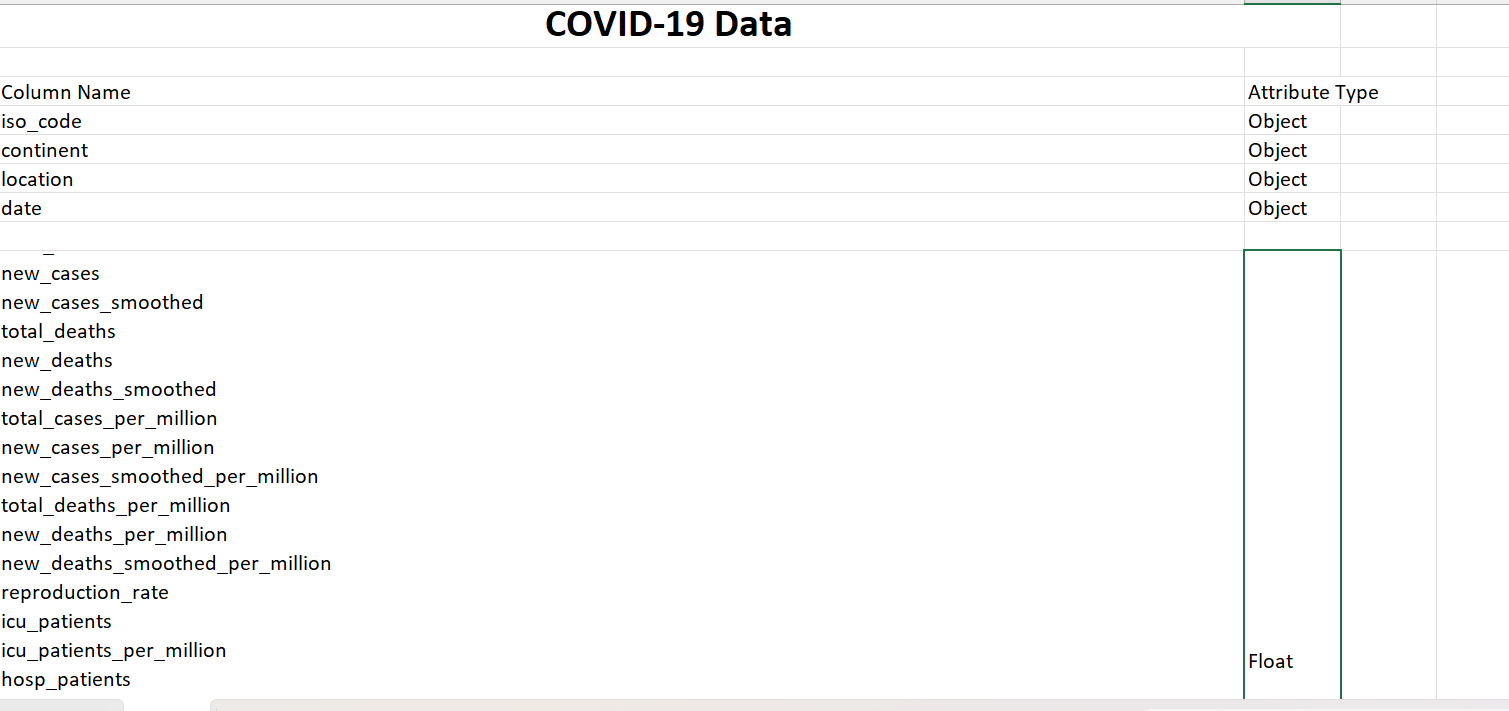 COVID-19 Data
Column Name Attribute Type
iso_code Object
continent Object
location Object
date Object
new_cases
new_cases_smoothed
total_deaths
new_deaths
new_deaths_smoothed
total_cases_per_million
new_cases_per_million
new_cases_smoothed_per_million
total_deaths_per_million
new_deaths_per_million
new_deaths_smoothed_per_million
reproduction_rate
icu_patients
icu_patients_per_million
Float
hosp_patients